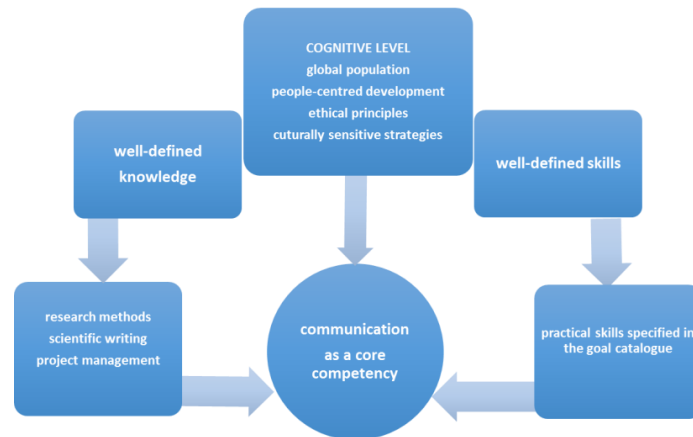 COGNITIVE LEVEL
global population
people-centred development
ethical principles
cuturally sensitive strategies
well-defined
knowledge
well-defined skills
research methods
scientific writing
project management
communication
as a core
competency
practical skills specified in
the goal catalogue